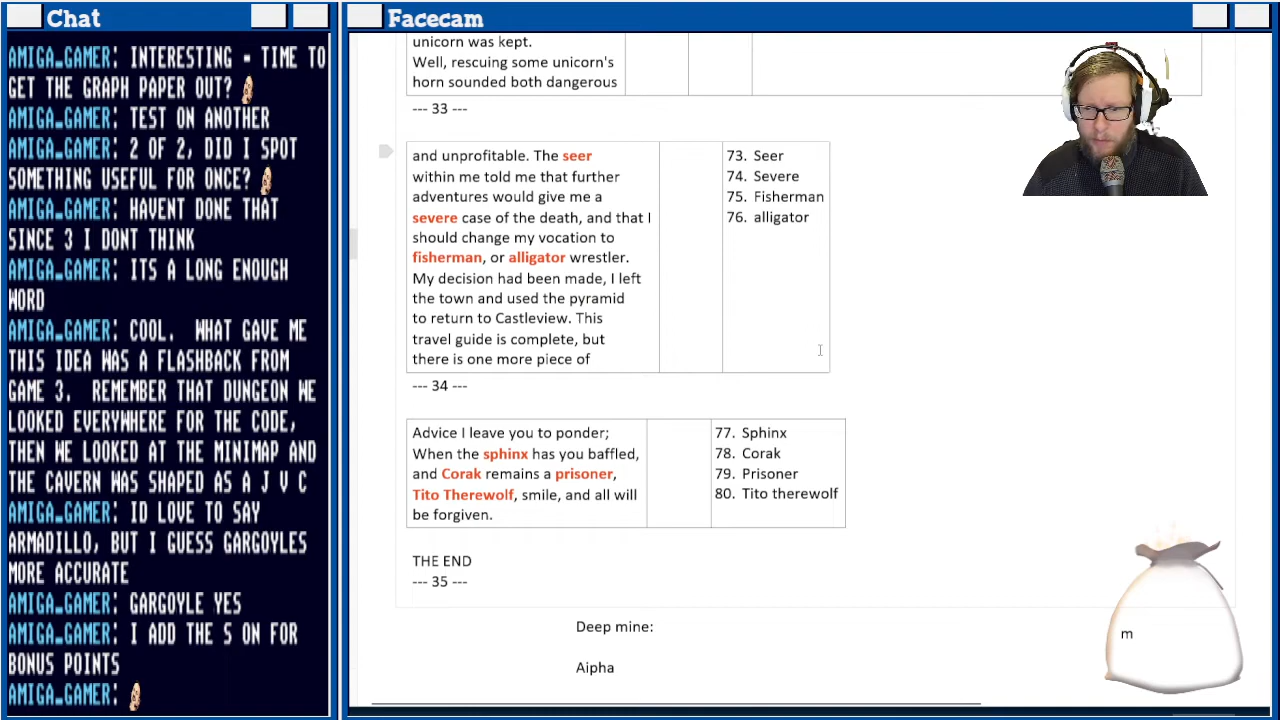 Chat
AMIGA_GAMER: INTERESTING - TIME TO
GET THE GRAPH PAPER OUT?
AMIGA_GAMER: TEST ON ANOTHER
AMIGA_GAMER: 2 OF 2, DID I SPOT
SOMETHING USEFUL FOR ONCE?
AMIGA_GAMER: HAVENT DONE THAT
SINCE 3 I DONT THINK
AMIGA_GAMER: ITS A LONG ENOUGH
WORD
AMIGA_GAMER: COOL. WHAT GAVE ME
THIS IDEA WAS A FLASHBACK FROM
GAME 3. REMEMBER THAT DUNGEON WE
LOOKED EVERYWHERE FOR THE CODE,
THEN WE LOOKED AT THE MINIMAP AND
THE CAVERN WAS SHAPED AS A J V C
AMIGA_GAMER: ID LOVE TO SAY
ARMADILLO, BUT I GUESS GARGOYLES
MORE ACCURATE
AMIGA_GAMER: GARGOYLE YES
AMIGA_GAMER: I ADD THE S ON FOR
BONUS POINTS
AMIGA_GAMER:
Facecam
unicorn was kept.
Well, rescuing some unicorn's
horn sounded both dangerous
--- 33 ---
and unprofitable. The seer
within me told me that further
adventures would give me a
severe case of the death, and that I
should change my vocation to
fisherman, or alligator wrestler.
My decision had been made, I left
the town and used the pyramid
to return to Castleview. This
travel guide is complete, but
there is one more piece of
73. Seer
74. Severe
75. Fisherman
76. alligator
--- 34 ---
Advice I leave you to ponder;
When the sphinx has you baffled,
and Corak remains a prisoner,
Tito Therewolf, smile, and all will
be forgiven.
77. Sphinx
78. Corak
79. Prisoner
80. Tito therewolf
THE END
--- 35 ---
Deep mine:
Aipha
m